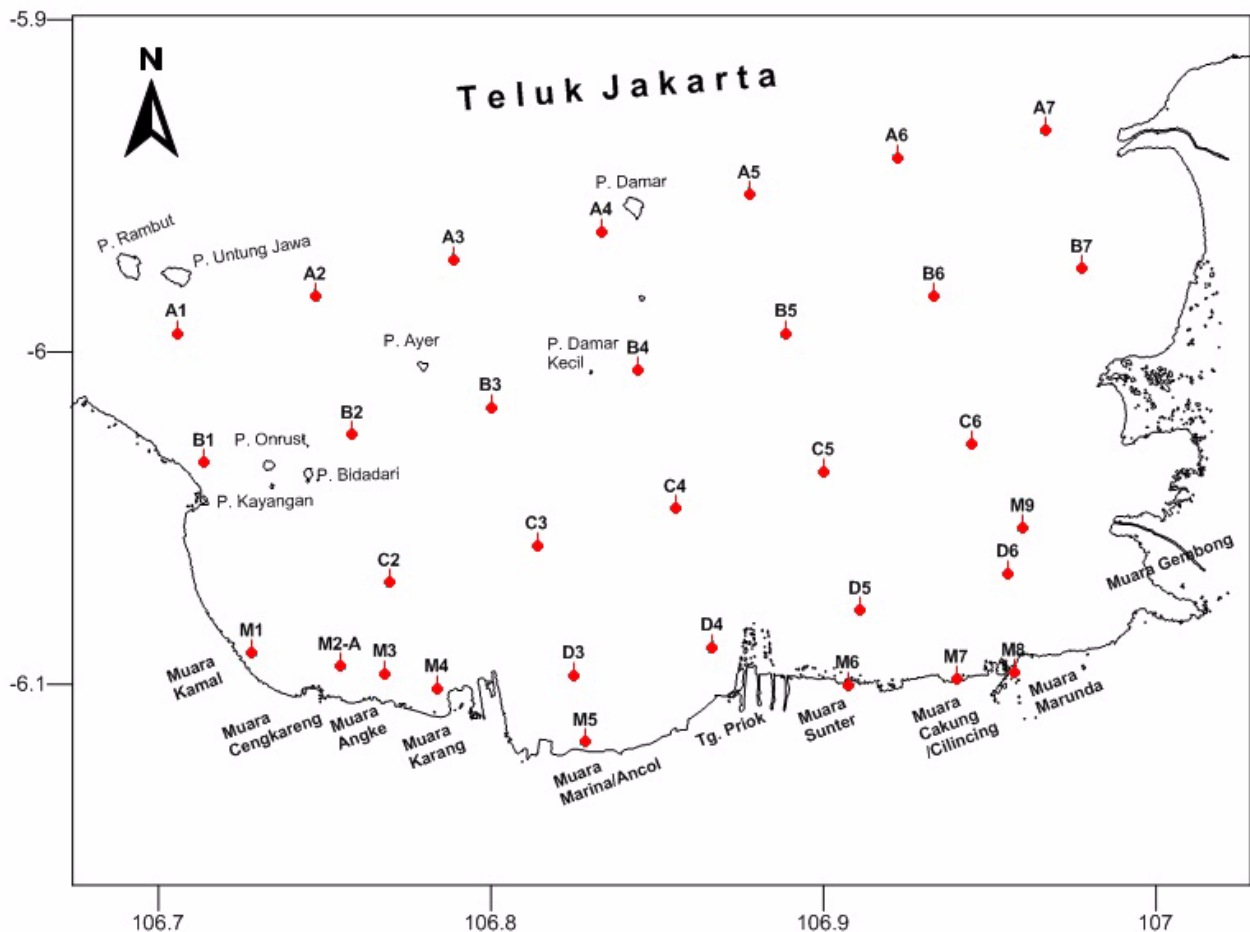 -5.9
N
Teluk Jakarta
A7
A6
A5
P. Damar
A4
A3
P. Rambut
P. Untung Jawa
A2
B7
B6
A1
B5
P. Ayer
P. Damar
Kecil
B4
-6
B3
B2
C6
B1
P. Onrust
C5
P. Bidadari
C4
P. Kayangan
C3
M9
D6
Muara Gembong
C2
D5
M1
M2-A
M3
M4
D3
D4
M6
M7
M8
-6.1
Muara
Kamal
Muara
Cengkareng
Muara
Angke
Muara
Karang
M5
Muara
Marina/Ancol
Tg. Priok
Muara
Sunter
Muara
Cakung
/Cilincing
Muara
Marunda
106.7
106.8
106.9
107